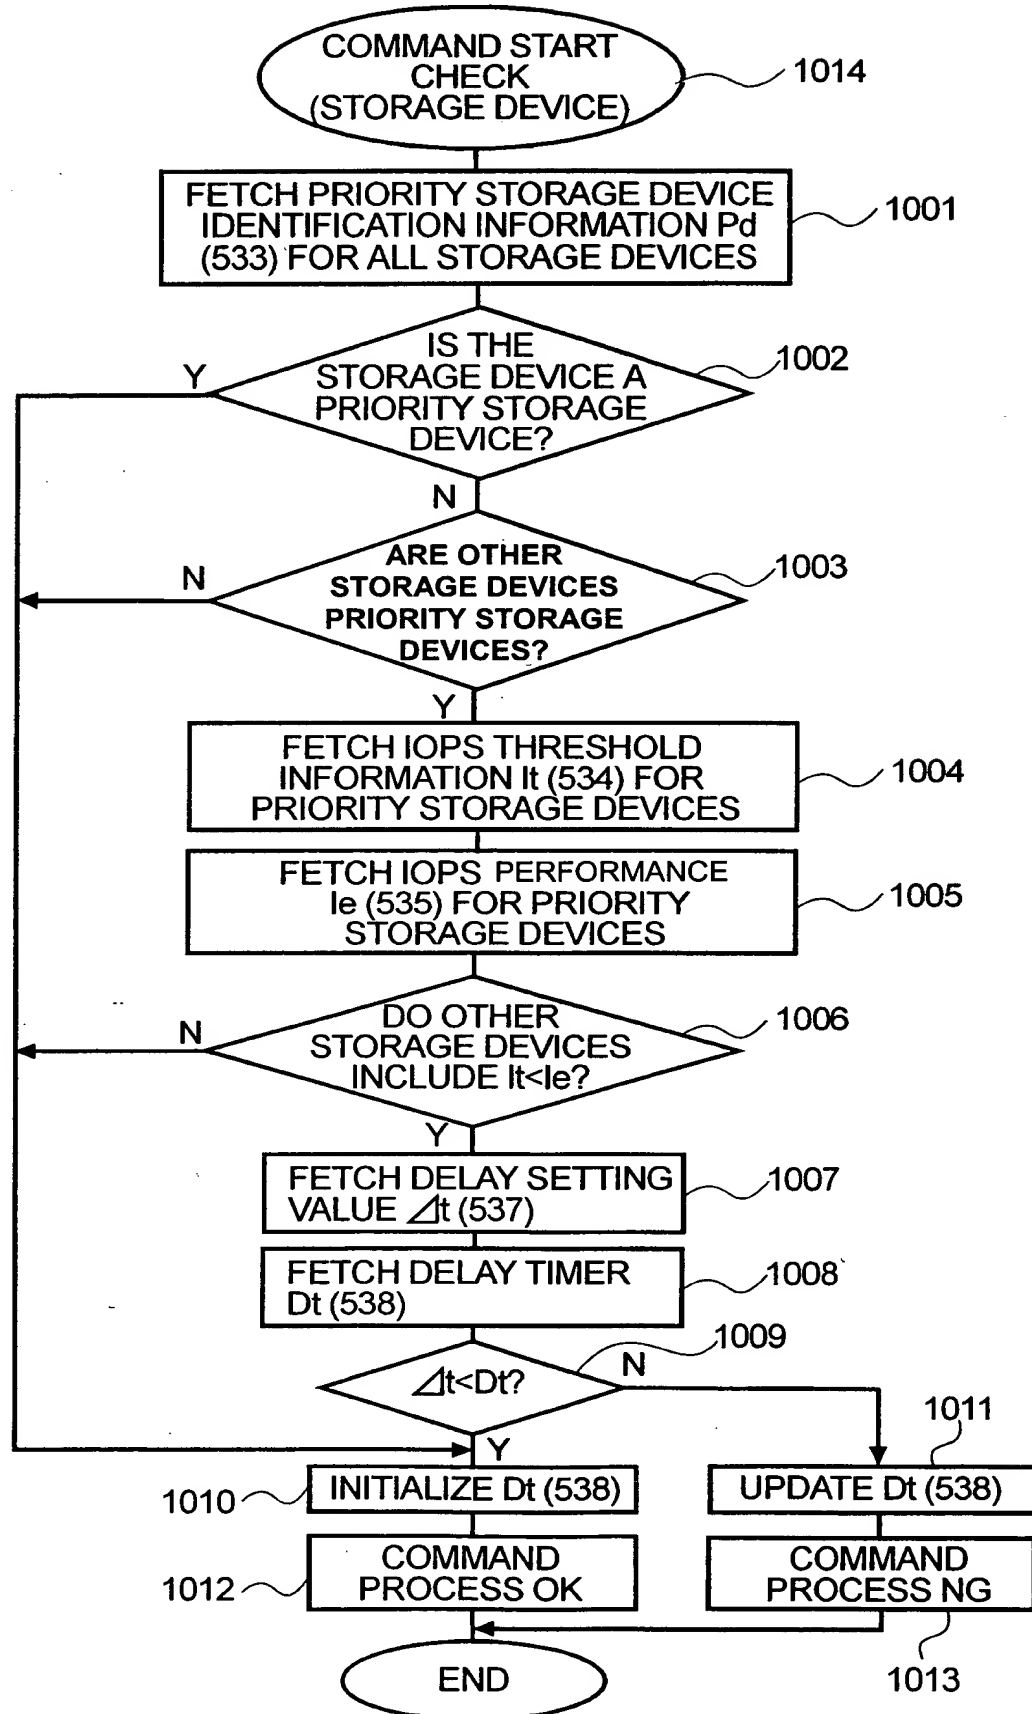 COMMAND START
CHECK
(STORAGE DEVICE)
1014
FETCH PRIORITY STORAGE DEVICE
IDENTIFICATION INFORMATION Pd
(533) FOR ALL STORAGE DEVICES
1001
IS THE
STORAGE DEVICE A
PRIORITY STORAGE
DEVICE?
1002
Y
N
ARE OTHER
STORAGE DEVICES
PRIORITY STORAGE
DEVICES?
1003
N
Y
FETCH IOPS THRESHOLD
INFORMATION It (534) FOR
PRIORITY STORAGE DEVICES
1004
FETCH IOPS PERFORMANCE
Ie (535) FOR PRIORITY
STORAGE DEVICES
1005
DO OTHER
STORAGE DEVICES
INCLUDE It<Ie?
1006
N
Y
FETCH DELAY SETTING
VALUE ⊿t (537)
1007
FETCH DELAY TIMER
Dt (538)
1008
⊿t<Dt?
1009
N
Y
1011
INITIALIZE Dt (538)
1010
UPDATE Dt (538)
COMMAND
PROCESS OK
1012
COMMAND
PROCESS NG
1013
END